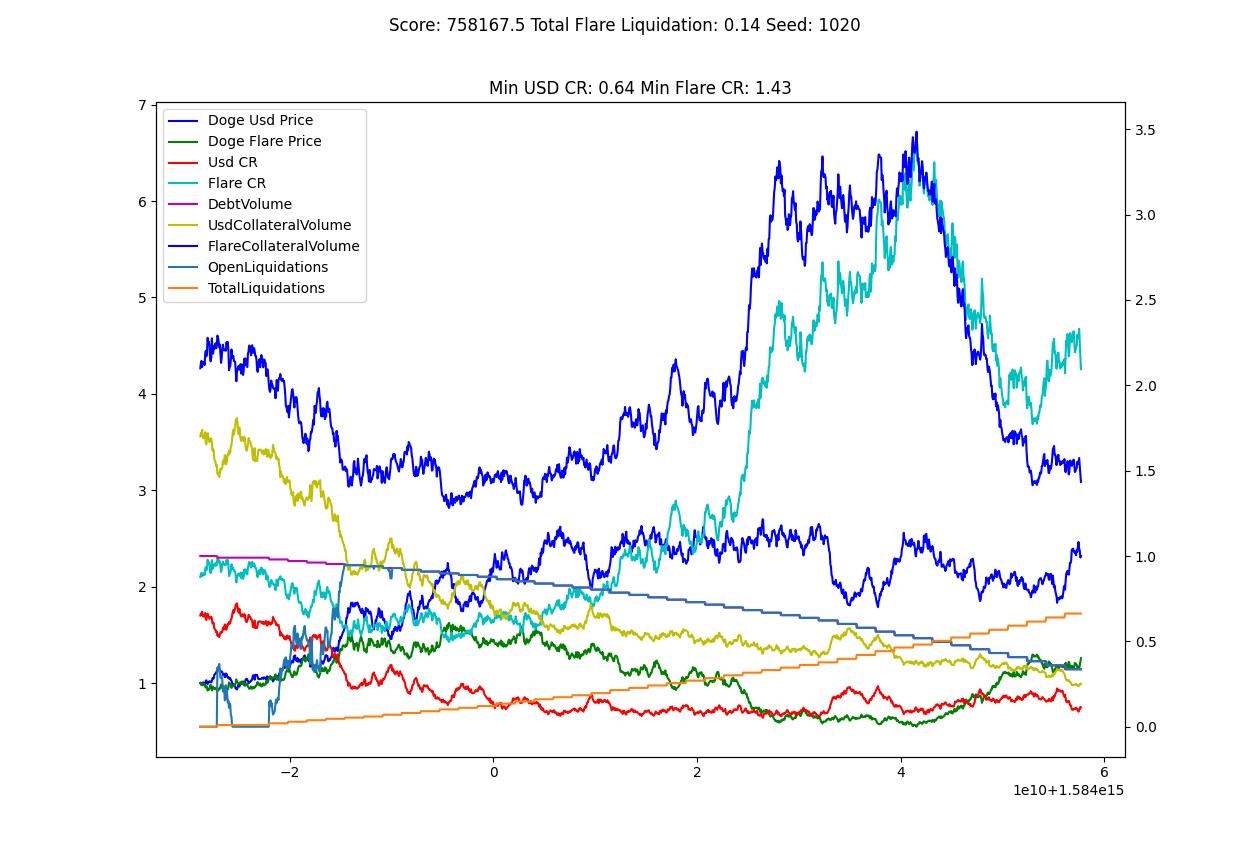 Score: 758167.5 Total Flare Liquidation: 0.14 Seed: 1020
Min USD CR: 0.64 Min Flare CR: 1.43
Doge Usd Price
Doge Flare Price
Usd CR
Flare CR
DebtVolume
UsdCollateralVolume
FlareCollateralVolume
OpenLiquidations
TotalLiquidations
7
6
5
4
3
2
1
3.5
3.0
2.5
2.0
1.5
1.0
0.5
0.0
−2 0 2 4 6
1e10+1.584e15